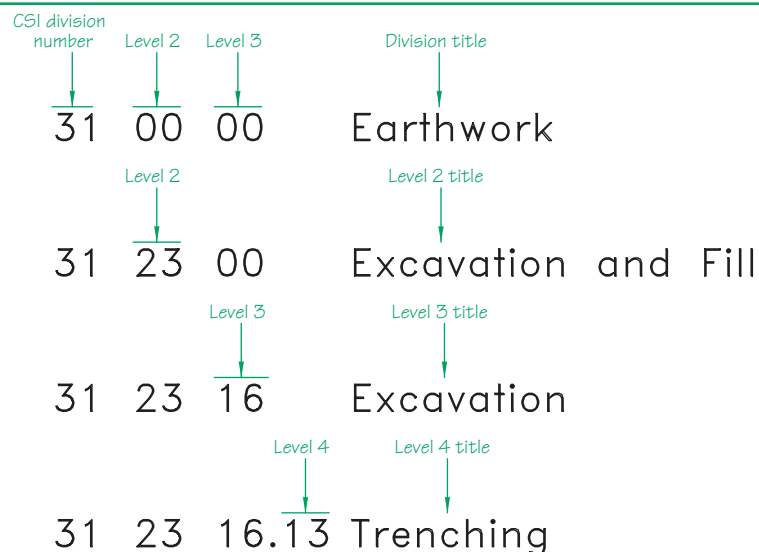 CSI division
number Level 2 Level 3 Division title
31 00 00 Earthwork
Level 2 Level 2 title
31 23 00 Excavation and Fill
Level 3 Level 3 title
31 23 16 Excavation
Level 4 Level 4 title
31 23 16.13 Trenching